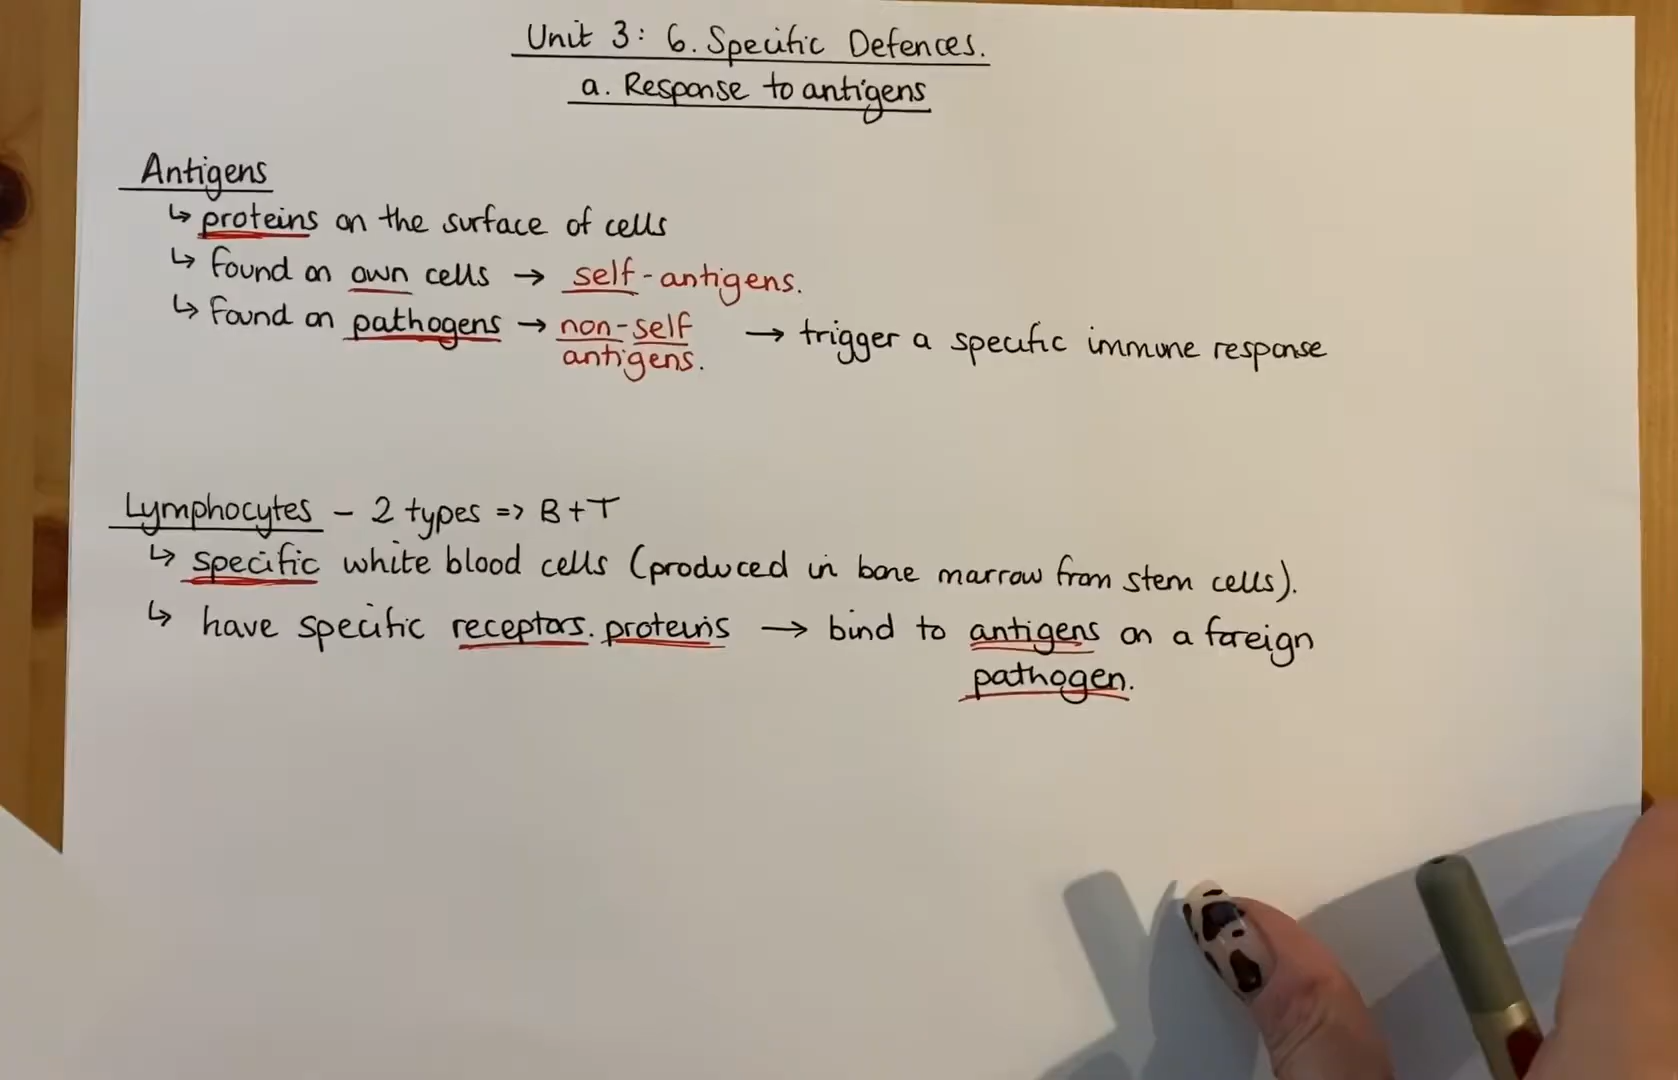 Unit 3: 6. Specific Defences.
a. Response to antigens
Antigens
↳ proteins on the surface of cells
↳ found on own cells → self-antigens.
↳ found on pathogens → non-self antigens. → trigger a specific immune response
Lymphocytes - 2 types => B+T
↳ specific white blood cells (produced in bone marrow from stem cells).
↳ have specific receptors. proteins → bind to antigens on a foreign
pathogen.